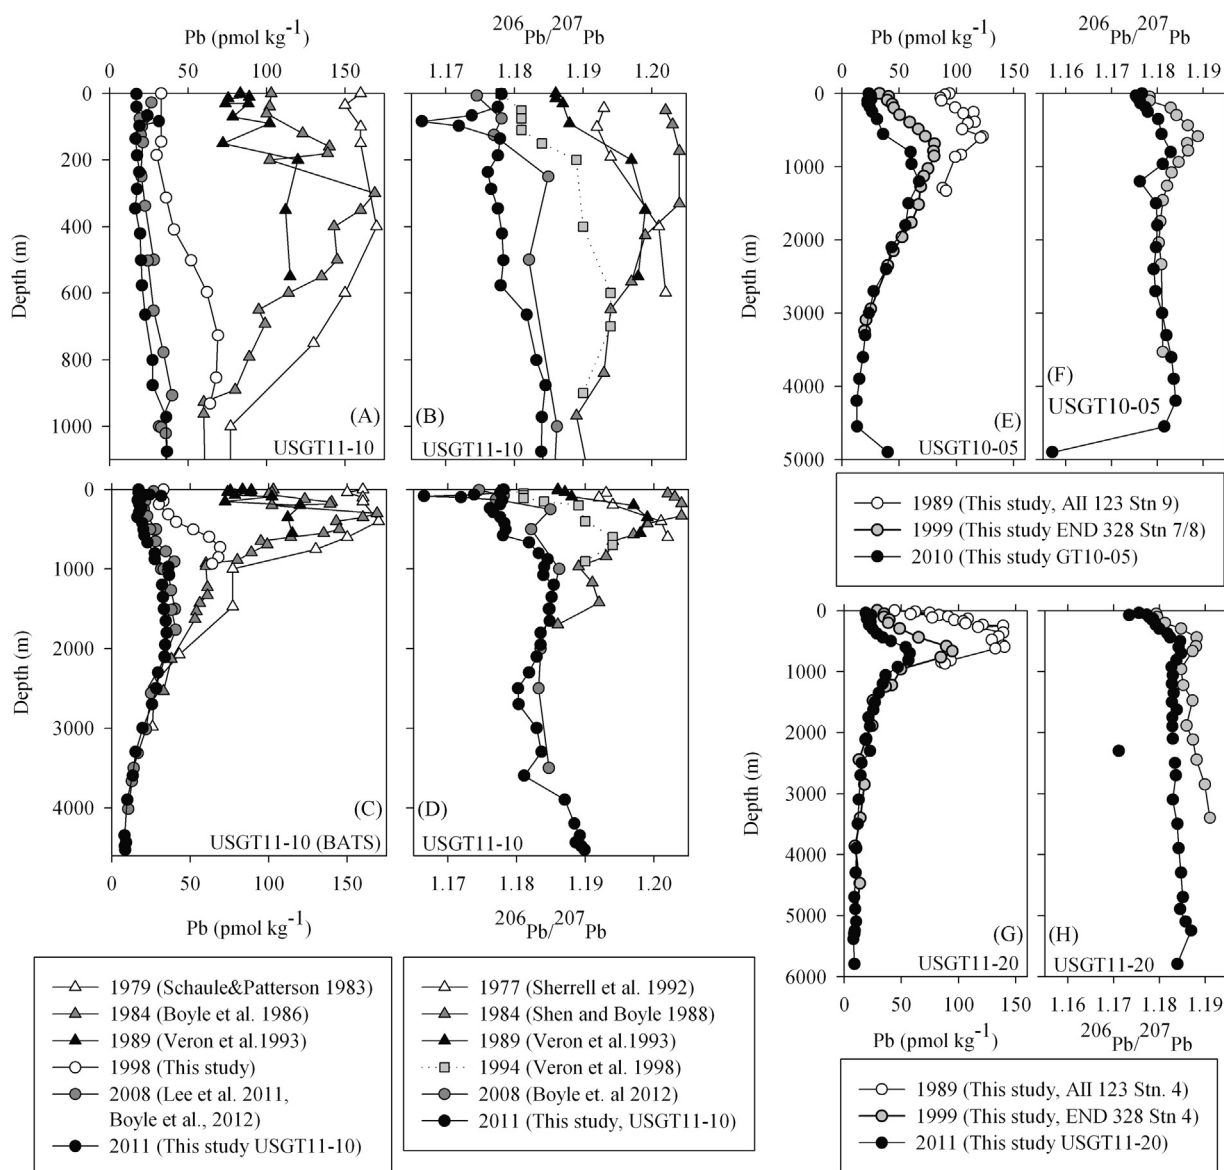 Pb (pmol kg-1)
0 50 100 150
206Pb/207Pb
1.17 1.18 1.19 1.20
Pb (pmol kg-1)
0 50 100 150
206Pb/207Pb
1.16 1.17 1.18 1.19
Depth (m)
0
200
400
600
800
1000
(A)
USGT11-10
(B)
USGT11-10
Depth (m)
0
1000
2000
3000
4000
5000
(E)
USGT10-05
(F)
USGT10-05
Depth (m)
0
1000
2000
3000
4000
(C)
USGT11-10 (BATS)
(D)
USGT11-10
0 50 100 150
Pb (pmol kg-1)
1.17 1.18 1.19 1.20
206Pb/207Pb
1989 (This study, AII 123 Stn 9)
1999 (This study END 328 Stn 7/8)
2010 (This study GT10-05)
Depth (m)
0
1000
2000
3000
4000
5000
6000
(G)
USGT11-20
(H)
USGT11-20
0 50 100 150
Pb (pmol kg-1)
1.16 1.17 1.18 1.19
206Pb/207Pb
1979 (Schaule&Patterson 1983)
1984 (Boyle et al. 1986)
1989 (Veron et al.1993)
1998 (This study)
2008 (Lee et al. 2011,
Boyle et al., 2012)
2011 (This study USGT11-10)
1977 (Sherrell et al. 1992)
1984 (Shen and Boyle 1988)
1989 (Veron et al.1993)
1994 (Veron et al. 1998)
2008 (Boyle et. al 2012)
2011 (This study, USGT11-10)
1989 (This study, AII 123 Stn. 4)
1999 (This study, END 328 Stn 4)
2011 (This study USGT11-20)